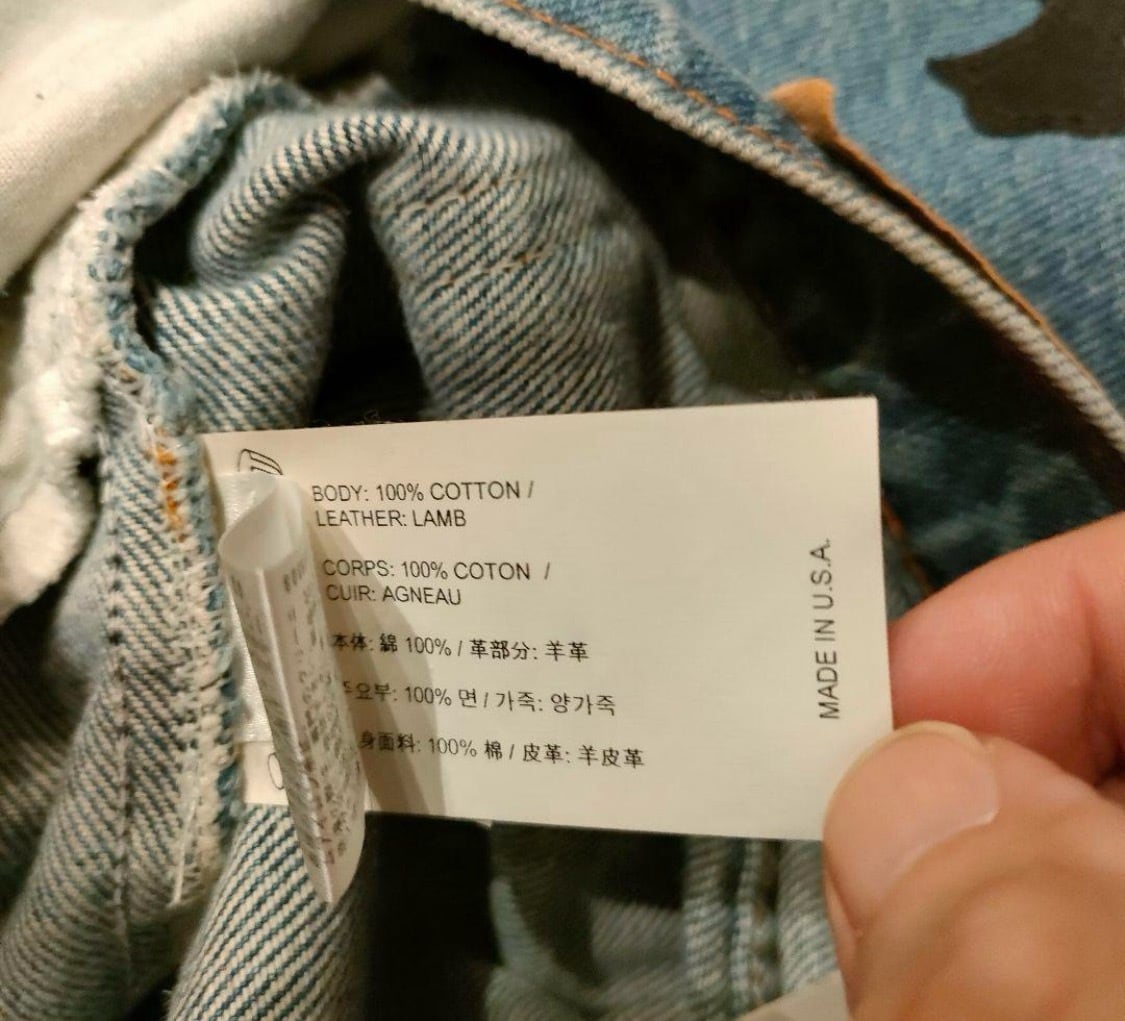 BODY: 100% COTTON /
LEATHER: LAMB
CORPS: 100% COTON /
CUIR: AGNEAU
本体: 綿 100% / 革部分: 羊革
요부: 100% 면 / 가죽: 양가죽
身面料: 100% 棉 / 皮革: 羊皮革
MADE IN U.S.A.